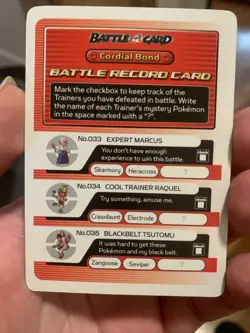 BATTLE CARD
Cordial Bond
BATTLE RECORD CARD
Mark the checkbox to keep track of the
Trainers you have defeated in battle. Write
the name of each Trainer's mystery Pokémon
in the space marked with a "?".
No.033 EXPERT MARCUS
You don't have enough
experience to win this battle.
check
Skarmory Heracross ?
No.034 COOL TRAINER RAQUEL
Try something, amuse me.
check
Crawdaunt Electrode ?
No.035 BLACKBELT TSUTOMU
It was hard to get these
Pokémon and my black belt.
check
Zangoose Seviper ?